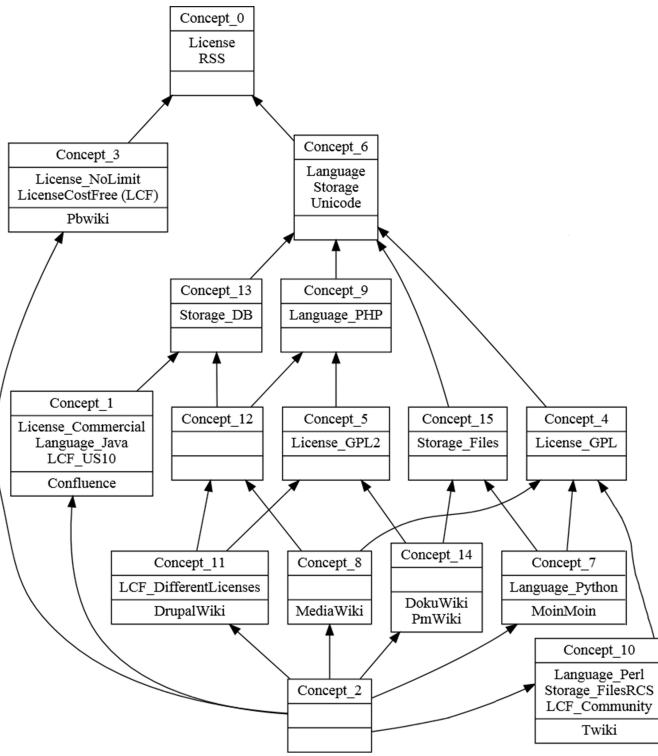 Concept_0
License
RSS
Concept_3
License_NoLimit
LicenseCostFree (LCF)
Pbwiki
Concept_6
Language
Storage
Unicode
Concept_13
Storage_DB
Concept_9
Language_PHP
Concept_1
License_Commercial
Language_Java
LCF_US10
Confluence
Concept_12
Concept_5
License_GPL2
Concept_15
Storage_Files
Concept_4
License_GPL
Concept_11
LCF_DifferentLicenses
DrupalWiki
Concept_8
MediaWiki
Concept_14
DokuWiki
PmWiki
Concept_7
Language_Python
MoinMoin
Concept_10
Language_Perl
Storage_FilesRCS
LCF_Community
Twiki
Concept_2